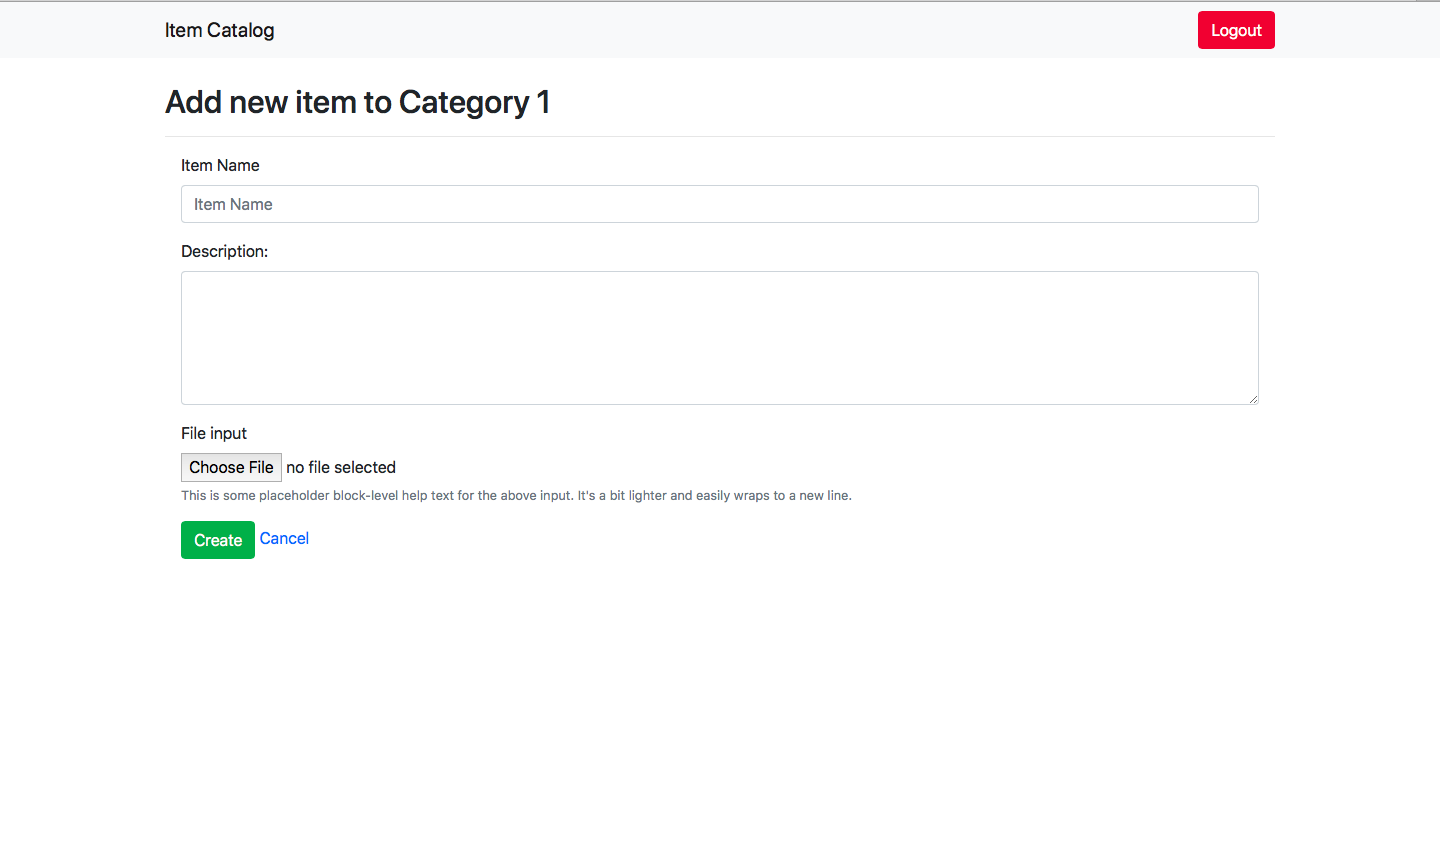 Item Catalog
Logout
Add new item to Category 1
Item Name
Item Name
Description:
File input
Choose File no file selected
This is some placeholder block-level help text for the above input. It's a bit lighter and easily wraps to a new line.
Create Cancel